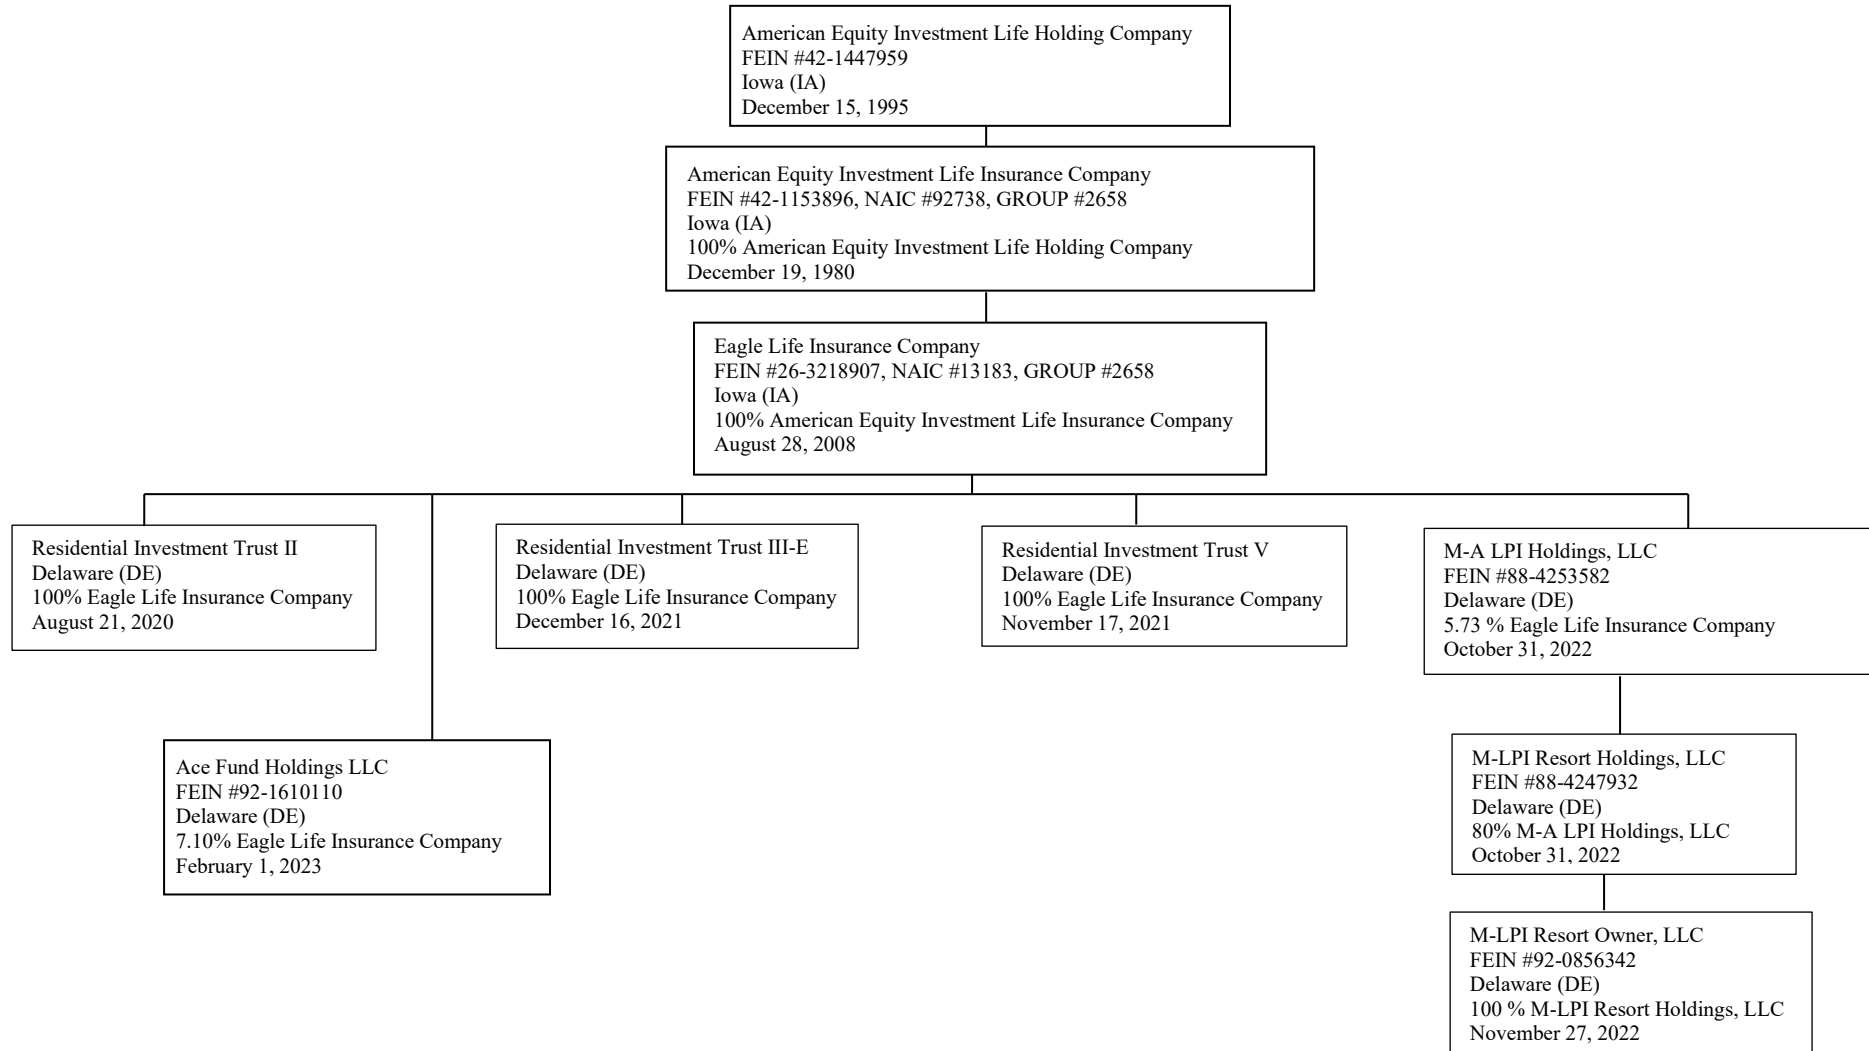 American Equity Investment Life Holding Company
FEIN #42-1447959
Iowa (IA)
December 15, 1995
American Equity Investment Life Insurance Company
FEIN #42-1153896, NAIC #92738, GROUP #2658
Iowa (IA)
100% American Equity Investment Life Holding Company
December 19, 1980
Eagle Life Insurance Company
FEIN #26-3218907, NAIC #13183, GROUP #2658
Iowa (IA)
100% American Equity Investment Life Insurance Company
August 28, 2008
Residential Investment Trust II
Delaware (DE)
100% Eagle Life Insurance Company
August 21, 2020
Residential Investment Trust III-E
Delaware (DE)
100% Eagle Life Insurance Company
December 16, 2021
Residential Investment Trust V
Delaware (DE)
100% Eagle Life Insurance Company
November 17, 2021
M-A LPI Holdings, LLC
FEIN #88-4253582
Delaware (DE)
5.73 % Eagle Life Insurance Company
October 31, 2022
Ace Fund Holdings LLC
FEIN #92-1610110
Delaware (DE)
7.10% Eagle Life Insurance Company
February 1, 2023
M-LPI Resort Holdings, LLC
FEIN #88-4247932
Delaware (DE)
80% M-A LPI Holdings, LLC
October 31, 2022
M-LPI Resort Owner, LLC
FEIN #92-0856342
Delaware (DE)
100 % M-LPI Resort Holdings, LLC
November 27, 2022